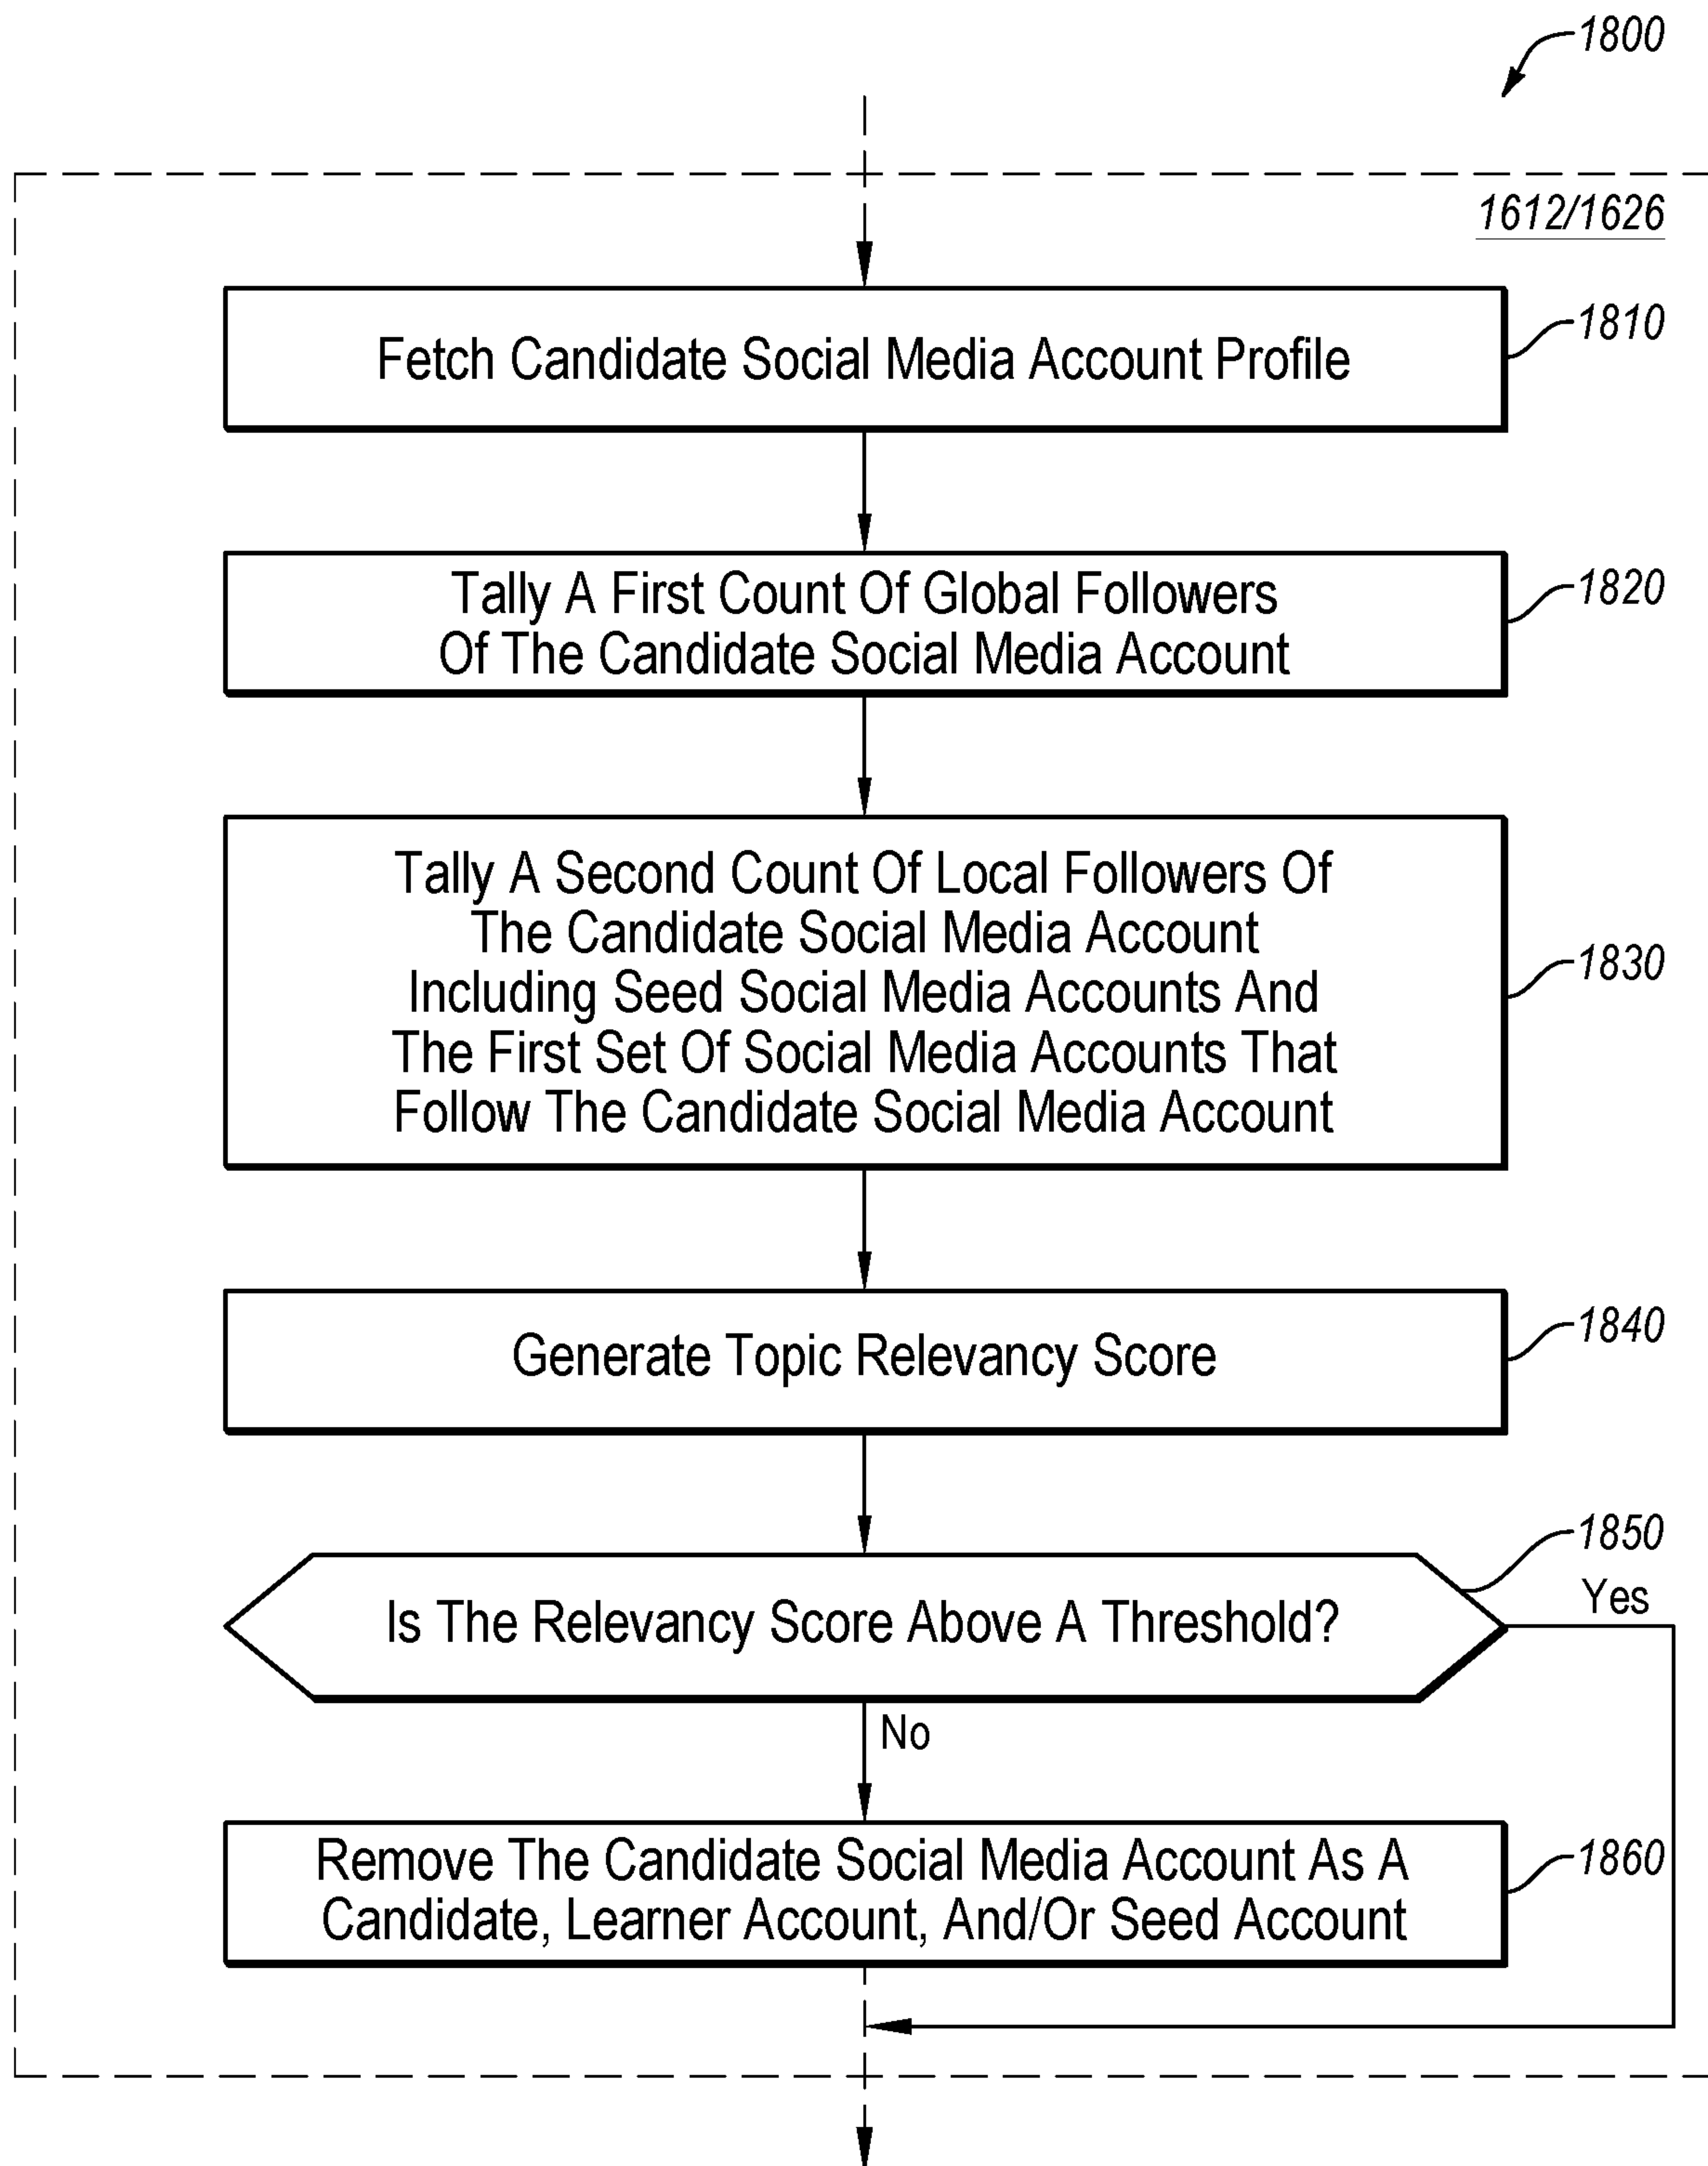 1800
1612/1626
Fetch Candidate Social Media Account Profile
1810
Tally A First Count Of Global Followers
Of The Candidate Social Media Account
1820
Tally A Second Count Of Local Followers Of
The Candidate Social Media Account
Including Seed Social Media Accounts And
The First Set Of Social Media Accounts That
Follow The Candidate Social Media Account
1830
Generate Topic Relevancy Score
1840
Is The Relevancy Score Above A Threshold?
1850
Yes
No
Remove The Candidate Social Media Account As A
Candidate, Learner Account, And/Or Seed Account
1860